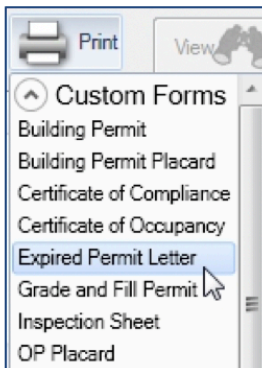 Print
View
Custom Forms
Building Permit
Building Permit Placard
Certificate of Compliance
Certificate of Occupancy
Expired Permit Letter
Grade and Fill Permit
Inspection Sheet
OP Placard